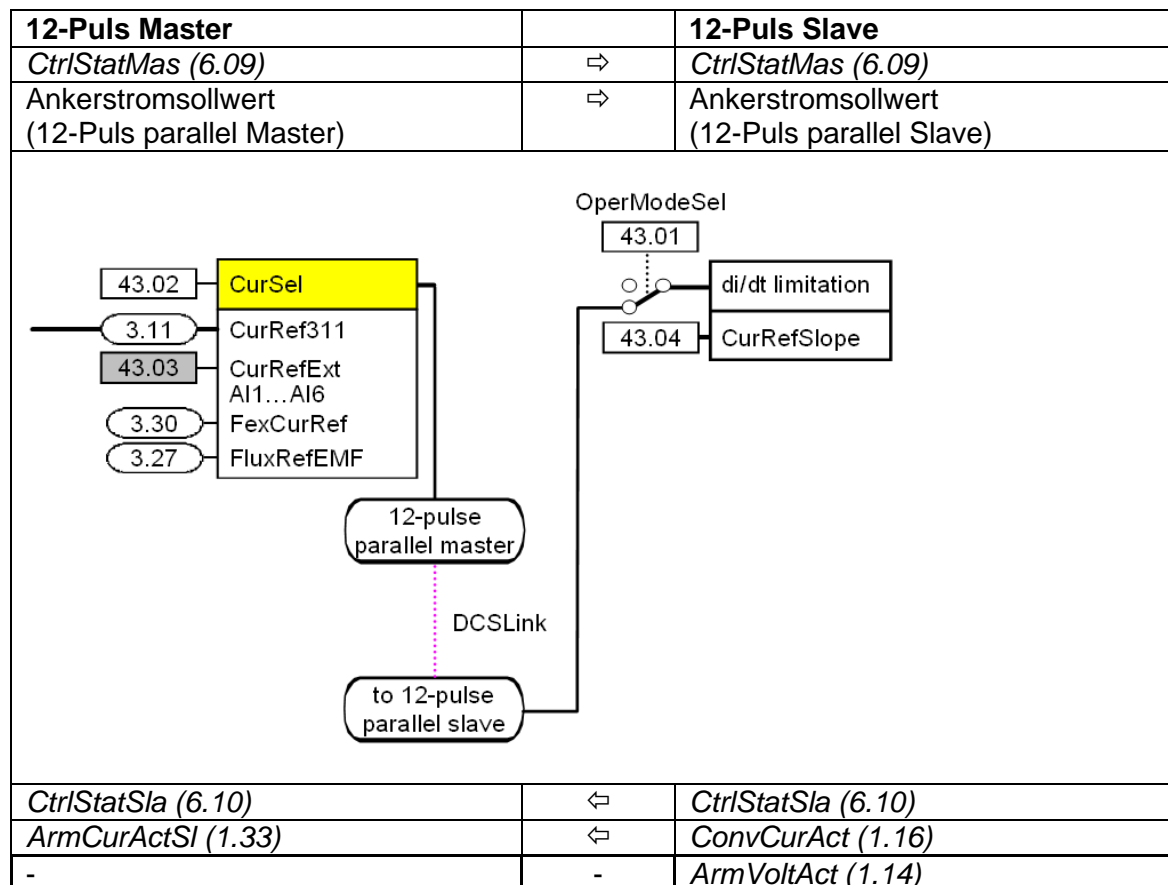 12-Puls Master 12-Puls Slave
CtrlStatMas (6.09) ⇨ CtrlStatMas (6.09)
Ankerstromsollwert ⇨ Ankerstromsollwert
(12-Puls parallel Master) (12-Puls parallel Slave)
OperModeSel
43.01
43.02 CurSel di/dt limitation
3.11 CurRef311 43.04 CurRefSlope
43.03 CurRefExt
AI1...AI6
3.30 FexCurRef
3.27 FluxRefEMF
12-pulse
parallel master
DCSLink
to 12-pulse
parallel slave
CtrlStatSla (6.10) ⇦ CtrlStatSla (6.10)
ArmCurActSl (1.33) ⇦ ConvCurAct (1.16)
- - ArmVoltAct (1.14)